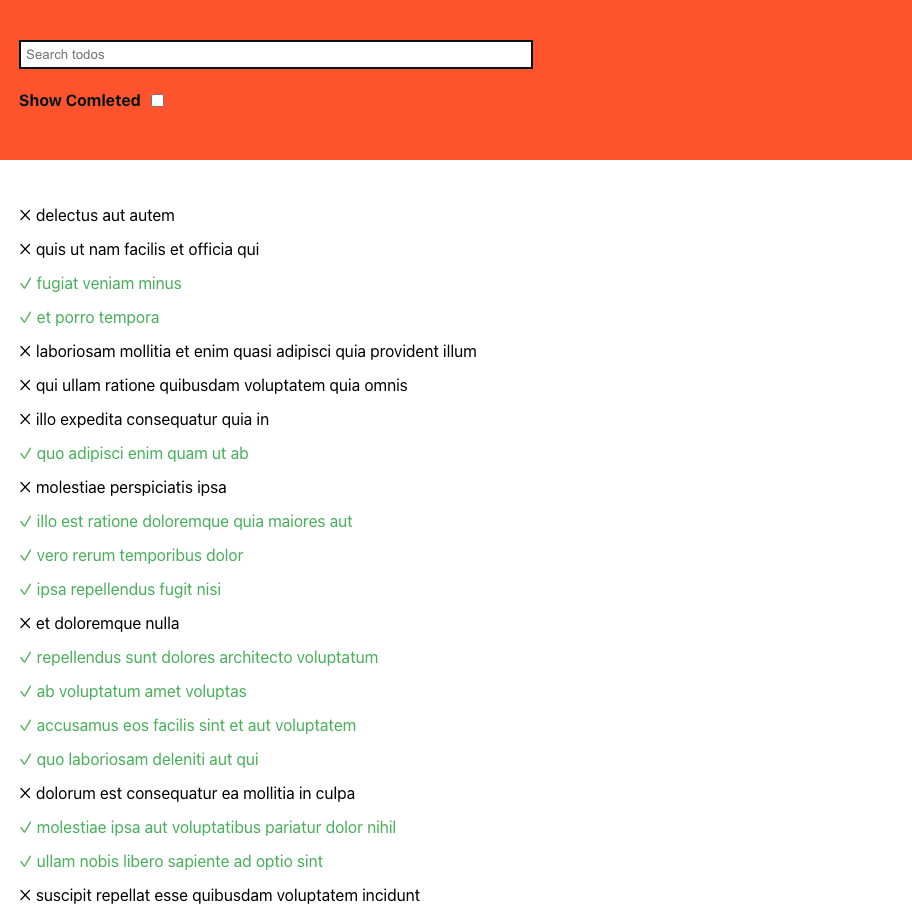 Search todos
Show Comleted
✕ delectus aut autem
✕ quis ut nam facilis et officia qui
✓ fugiat veniam minus
✓ et porro tempora
✕ laboriosam mollitia et enim quasi adipisci quia provident illum
✕ qui ullam ratione quibusdam voluptatem quia omnis
✕ illo expedita consequatur quia in
✓ quo adipisci enim quam ut ab
✕ molestiae perspiciatis ipsa
✓ illo est ratione doloremque quia maiores aut
✓ vero rerum temporibus dolor
✓ ipsa repellendus fugit nisi
✕ et doloremque nulla
✓ repellendus sunt dolores architecto voluptatum
✓ ab voluptatum amet voluptas
✓ accusamus eos facilis sint et aut voluptatem
✓ quo laboriosam deleniti aut qui
✕ dolorum est consequatur ea mollitia in culpa
✓ molestiae ipsa aut voluptatibus pariatur dolor nihil
✓ ullam nobis libero sapiente ad optio sint
✕ suscipit repellat esse quibusdam voluptatem incidunt